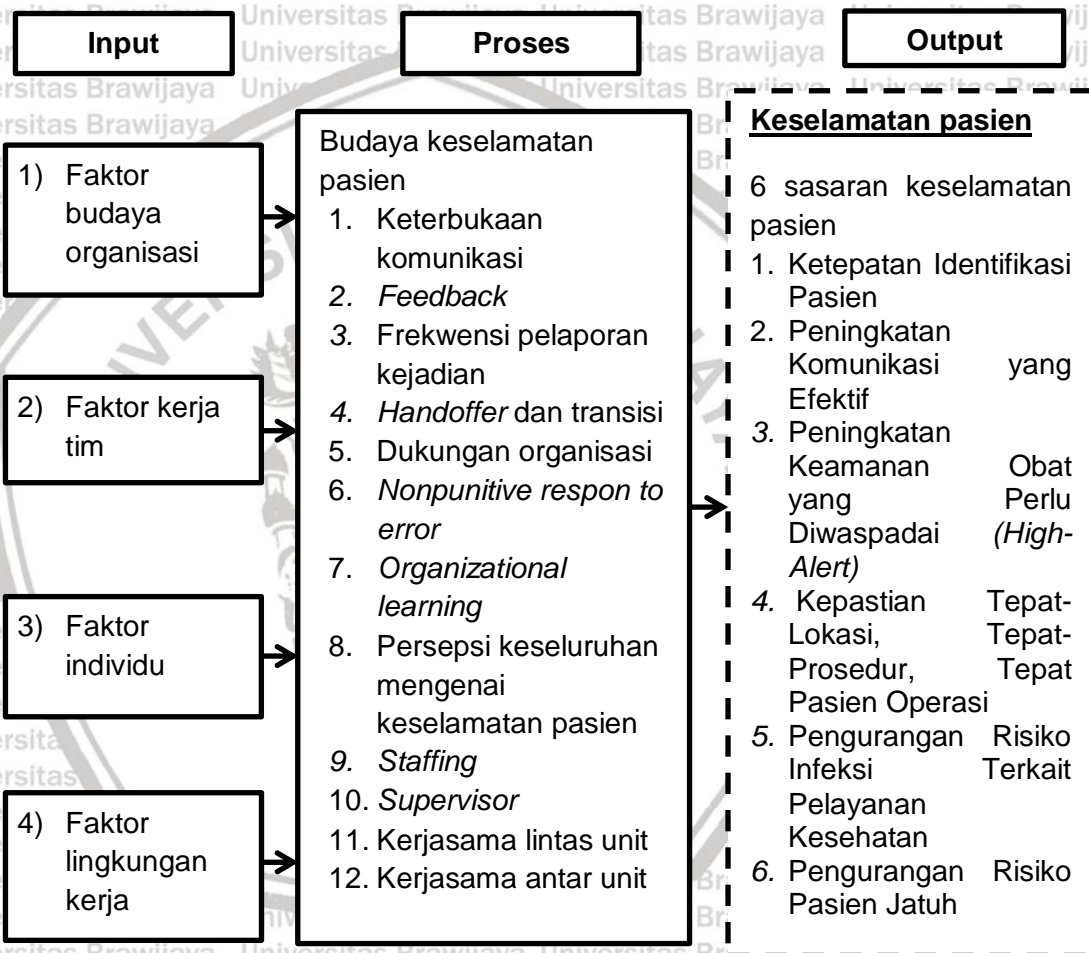 Input
Proses
Output
1) Faktor
budaya
organisasi
2) Faktor kerja
tim
3) Faktor
individu
4) Faktor
lingkungan
kerja
Budaya keselamatan
pasien
1. Keterbukaan
komunikasi
2. Feedback
3. Frekwensi pelaporan
kejadian
4. Handoffer dan transisi
5. Dukungan organisasi
6. Nonpunitive respon to
error
7. Organizational
learning
8. Persepsi keseluruhan
mengenai
keselamatan pasien
9. Staffing
10. Supervisor
11. Kerjasama lintas unit
12. Kerjasama antar unit
Keselamatan pasien
6 sasaran keselamatan
pasien
1. Ketepatan Identifikasi
Pasien
2. Peningkatan
Komunikasi yang
Efektif
3. Peningkatan
Keamanan Obat
yang Perlu
Diwaspadai (High-
Alert)
4. Kepastian Tepat-
Lokasi, Tepat-
Prosedur, Tepat
Pasien Operasi
5. Pengurangan Risiko
Infeksi Terkait
Pelayanan
Kesehatan
6. Pengurangan Risiko
Pasien Jatuh